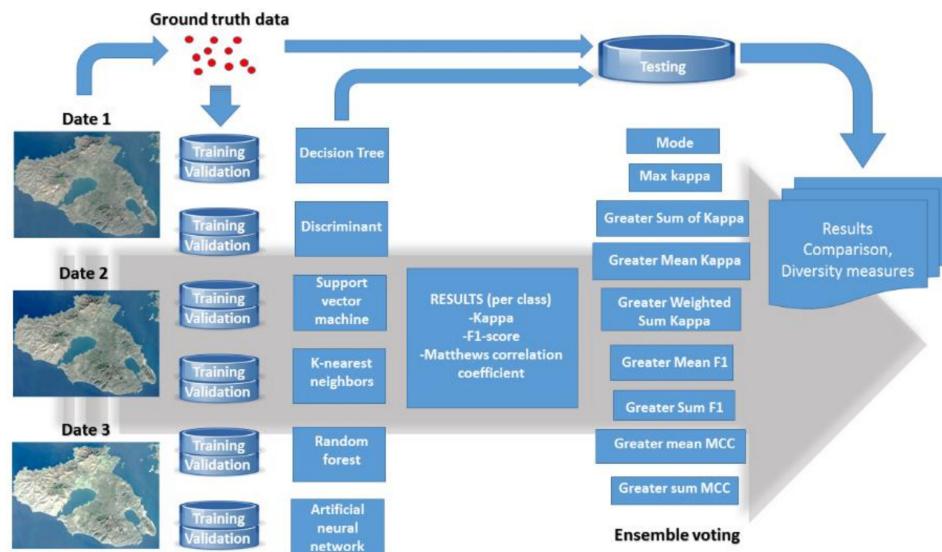 Ground truth data
Testing
Date 1
Training
Validation
Decision Tree
Training
Validation
Discriminant
Date 2
Training
Validation
Support
vector
machine
Training
Validation
K-nearest
neighbors
Date 3
Training
Validation
Random
forest
Training
Validation
Artificial
neural
network
RESULTS (per class)
-Kappa
-F1-score
-Matthews correlation
coefficient
Mode
Max kappa
Greater Sum of Kappa
Greater Mean Kappa
Greater Weighted
Sum Kappa
Greater Mean F1
Greater Sum F1
Greater mean MCC
Greater sum MCC
Ensemble voting
Results
Comparison,
Diversity measures